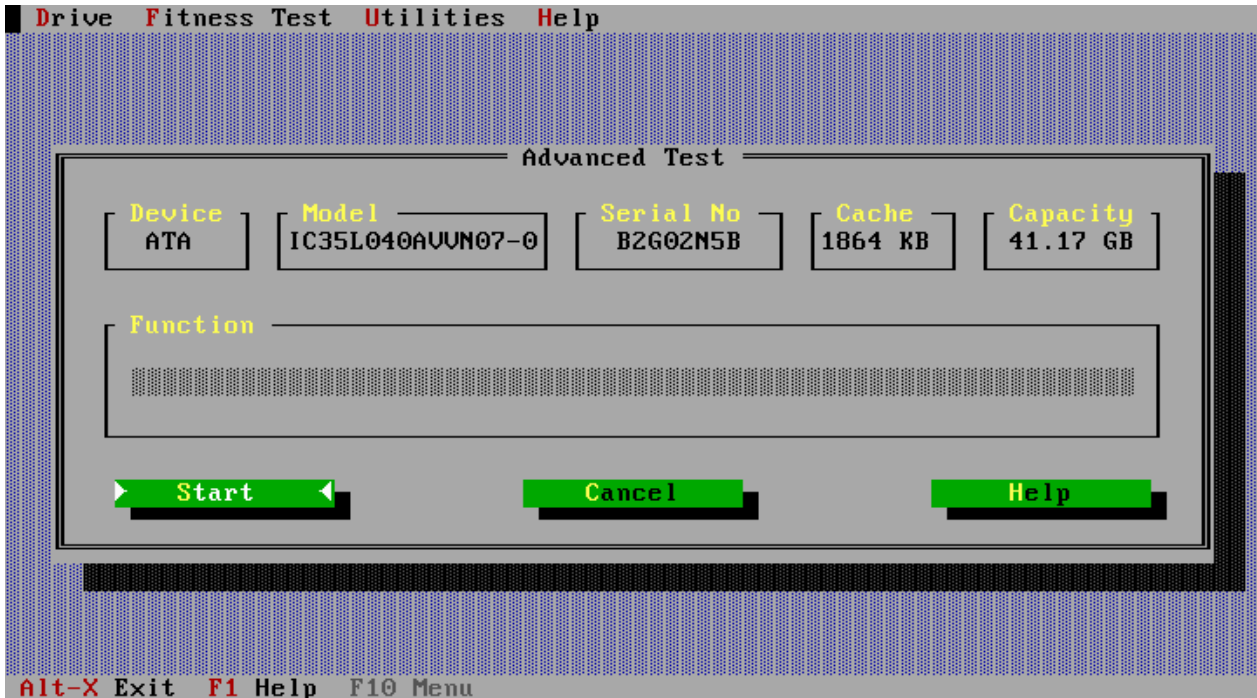 Drive Fitness Test Utilities Help
Advanced Test
Device Model Serial No Cache Capacity
ATA IC35L040AVVN07-0 B2G02N5B 1864 KB 41.17 GB
Function
Start Cancel Help
Alt-X Exit F1 Help F10 Menu